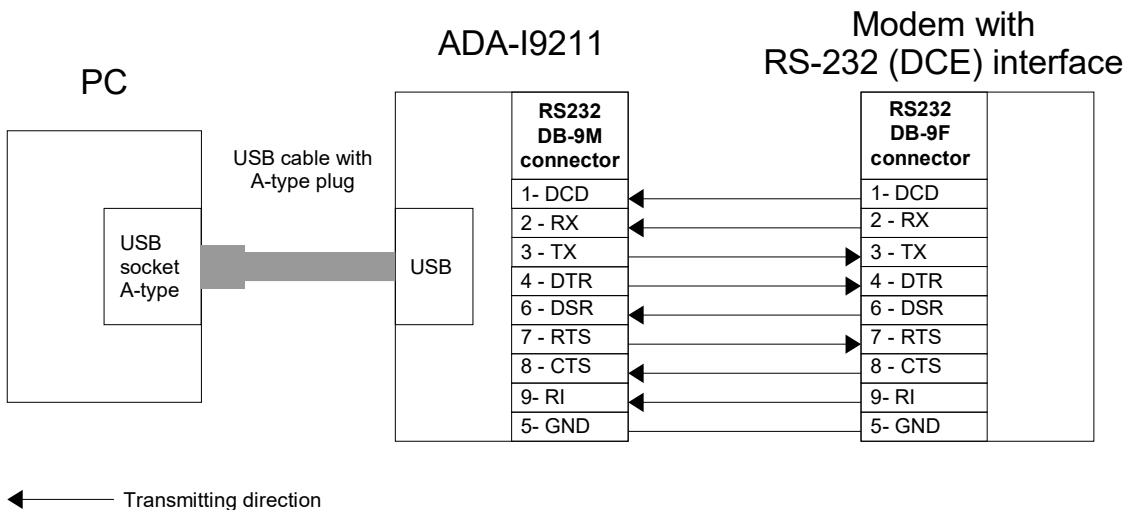 PC
ADA-I9211
Modem with
RS-232 (DCE) interface
USB cable with
A-type plug
USB
socket
A-type
USB
RS232
DB-9M
connector
1- DCD
2 - RX
3 - TX
4 - DTR
6 - DSR
7 - RTS
8 - CTS
9- RI
5- GND
RS232
DB-9F
connector
1- DCD
2 - RX
3 - TX
4 - DTR
6 - DSR
7 - RTS
8 - CTS
9- RI
5- GND
Transmitting direction